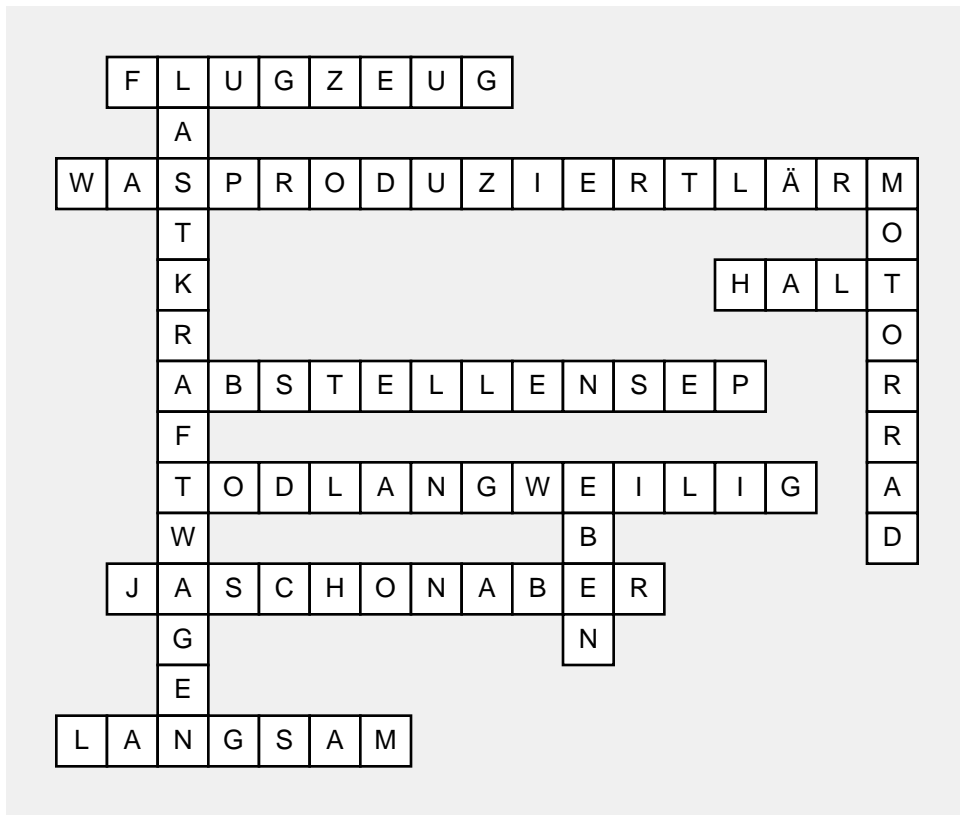 FLUGZEUG
LASTKRAFTWAGEN
WASPRODUZIERTLÄRM
MOTORRAD
HALT
ABSTELLENSEP
TODLANGWEILIG
EBEN
JASCHONABER
LANGSAM